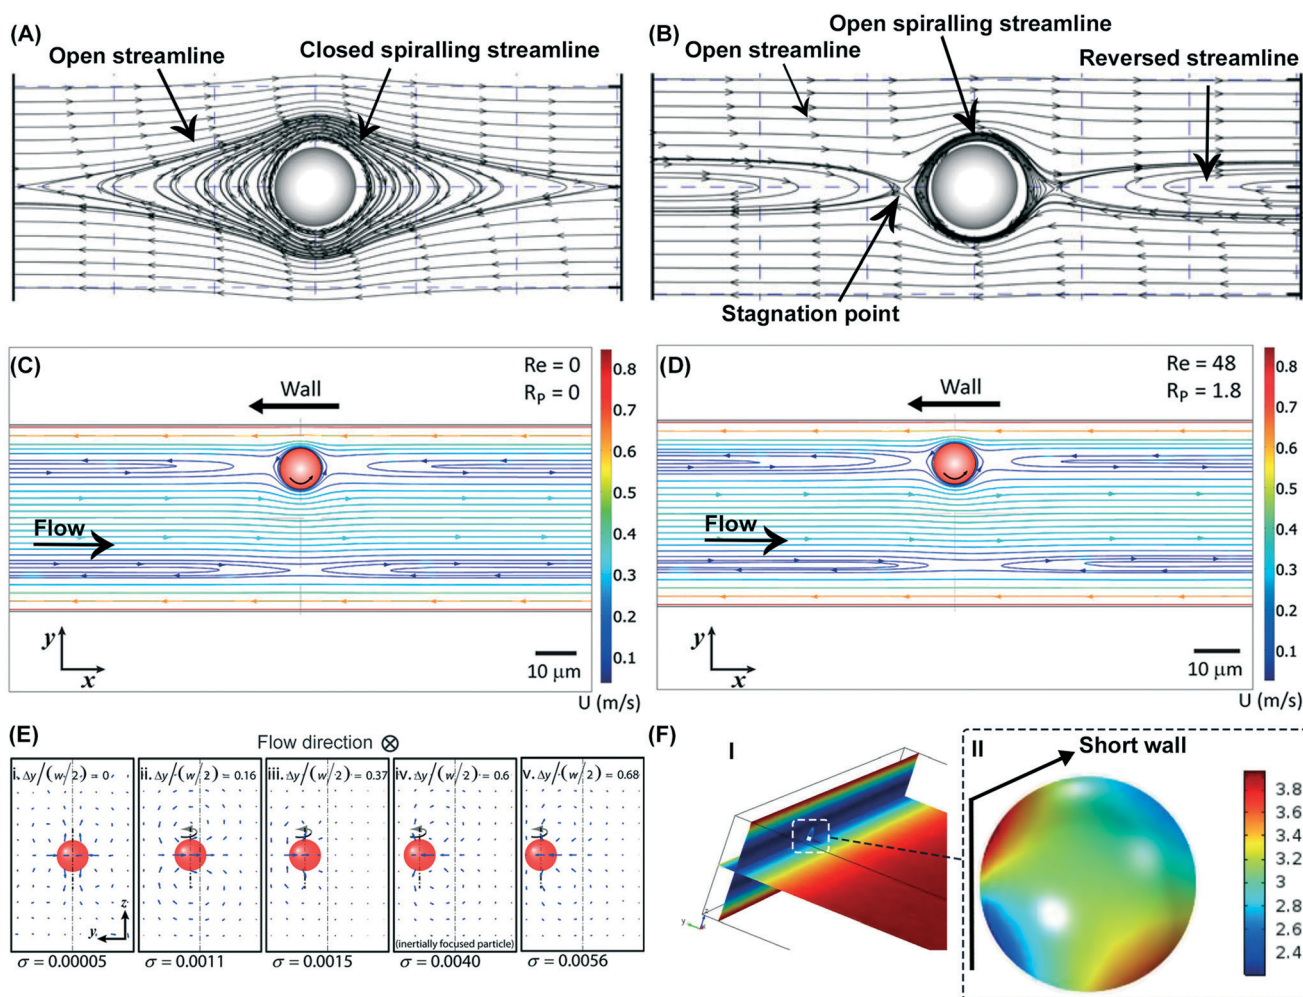 (A)
Open streamline
Closed spiralling streamline
(B)
Open spiralling streamline
Open streamline
Reversed streamline
Stagnation point
(C)
Re = 0
R_P = 0
Wall
Flow
y
x
10 µm
0.8
0.7
0.6
0.5
0.4
0.3
0.2
0.1
U (m/s)
(D)
Re = 48
R_P = 1.8
Wall
Flow
y
x
10 µm
0.8
0.7
0.6
0.5
0.4
0.3
0.2
0.1
U (m/s)
(E)
Flow direction ⊗
i. Δy/(w/2) = 0
ii. Δy/(w/2) = 0.16
iii. Δy/(w/2) = 0.37
iv. Δy/(w/2) = 0.6
v. Δy/(w/2) = 0.68
z
y
(inertially focused particle)
σ = 0.00005
σ = 0.0011
σ = 0.0015
σ = 0.0040
σ = 0.0056
(F)
I
y
II
Short wall
3.8
3.6
3.4
3.2
3
2.8
2.6
2.4